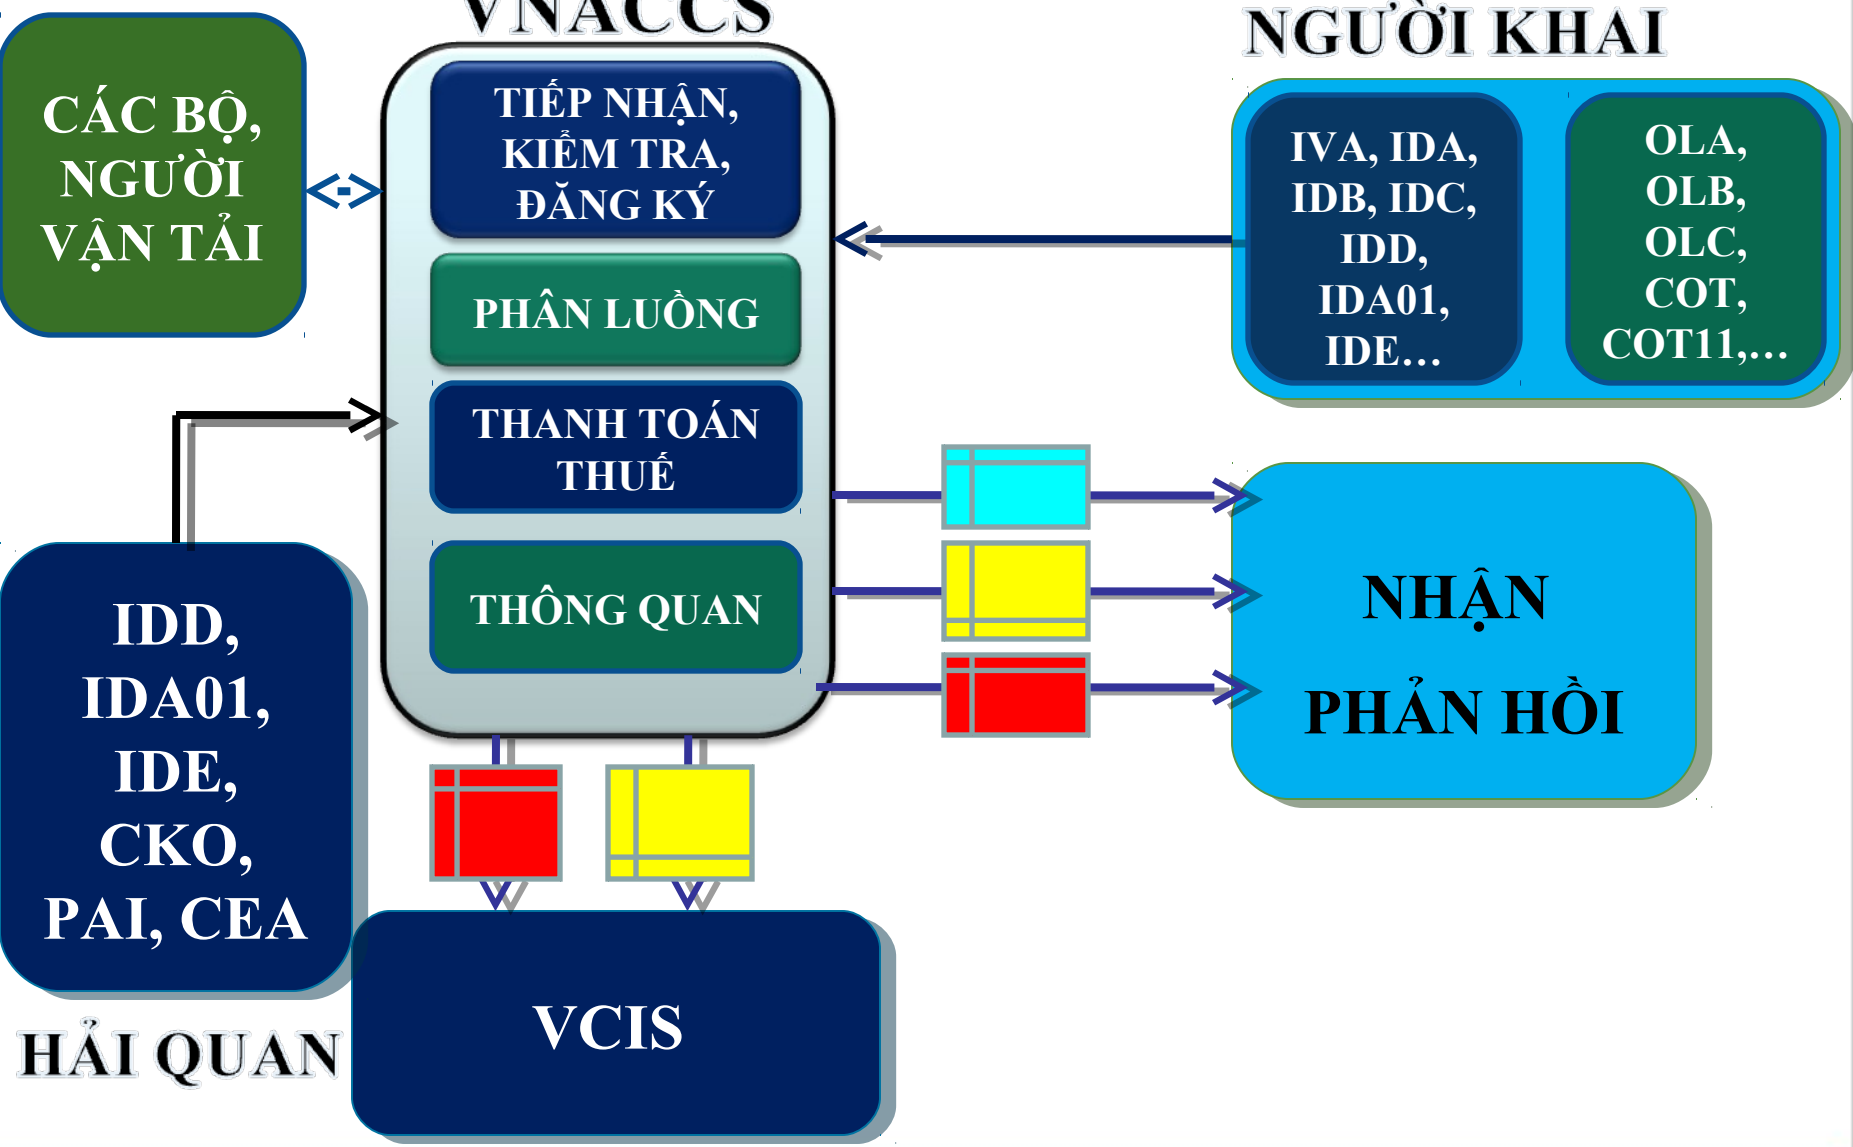 VNACCS
NGƯỜI KHAI
CÁC BỘ,
NGƯỜI
VẬN TẢI
TIẾP NHẬN,
KIỂM TRA,
ĐĂNG KÝ
PHÂN LUỒNG
THANH TOÁN
THUẾ
THÔNG QUAN
IVA, IDA,
IDB, IDC,
IDD,
IDA01,
IDE…
OLA,
OLB,
OLC,
COT,
COT11,…
NHẬN
PHẢN HỒI
IDD,
IDA01,
IDE,
CKO,
PAI, CEA
HẢI QUAN
VCIS